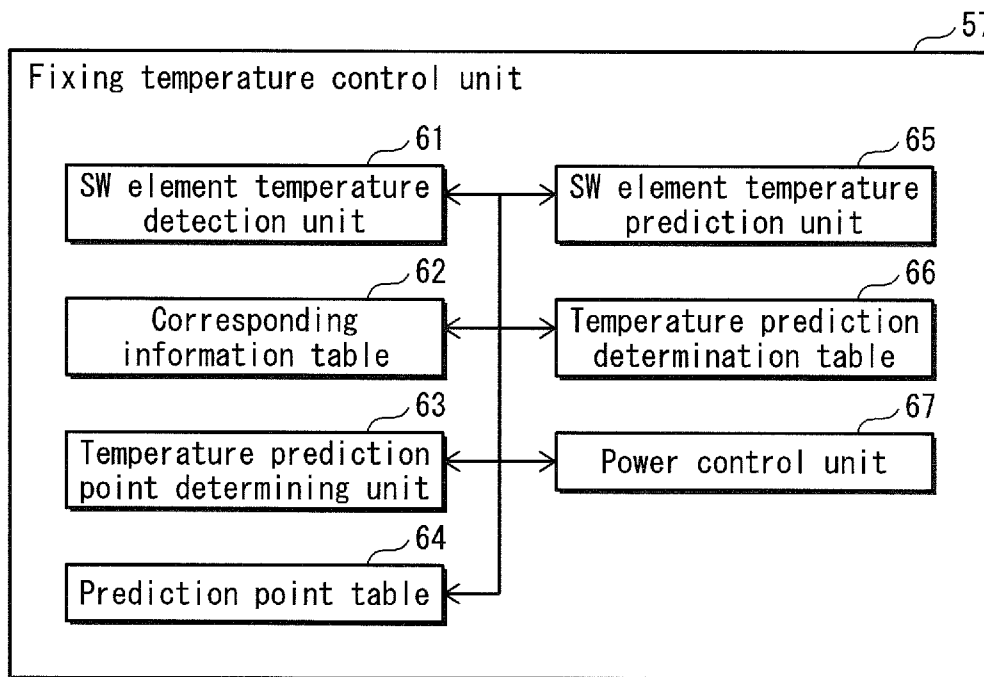 57
Fixing temperature control unit
61
SW element temperature
detection unit
65
SW element temperature
prediction unit
62
Corresponding
information table
66
Temperature prediction
determination table
63
Temperature prediction
point determining unit
67
Power control unit
64
Prediction point table